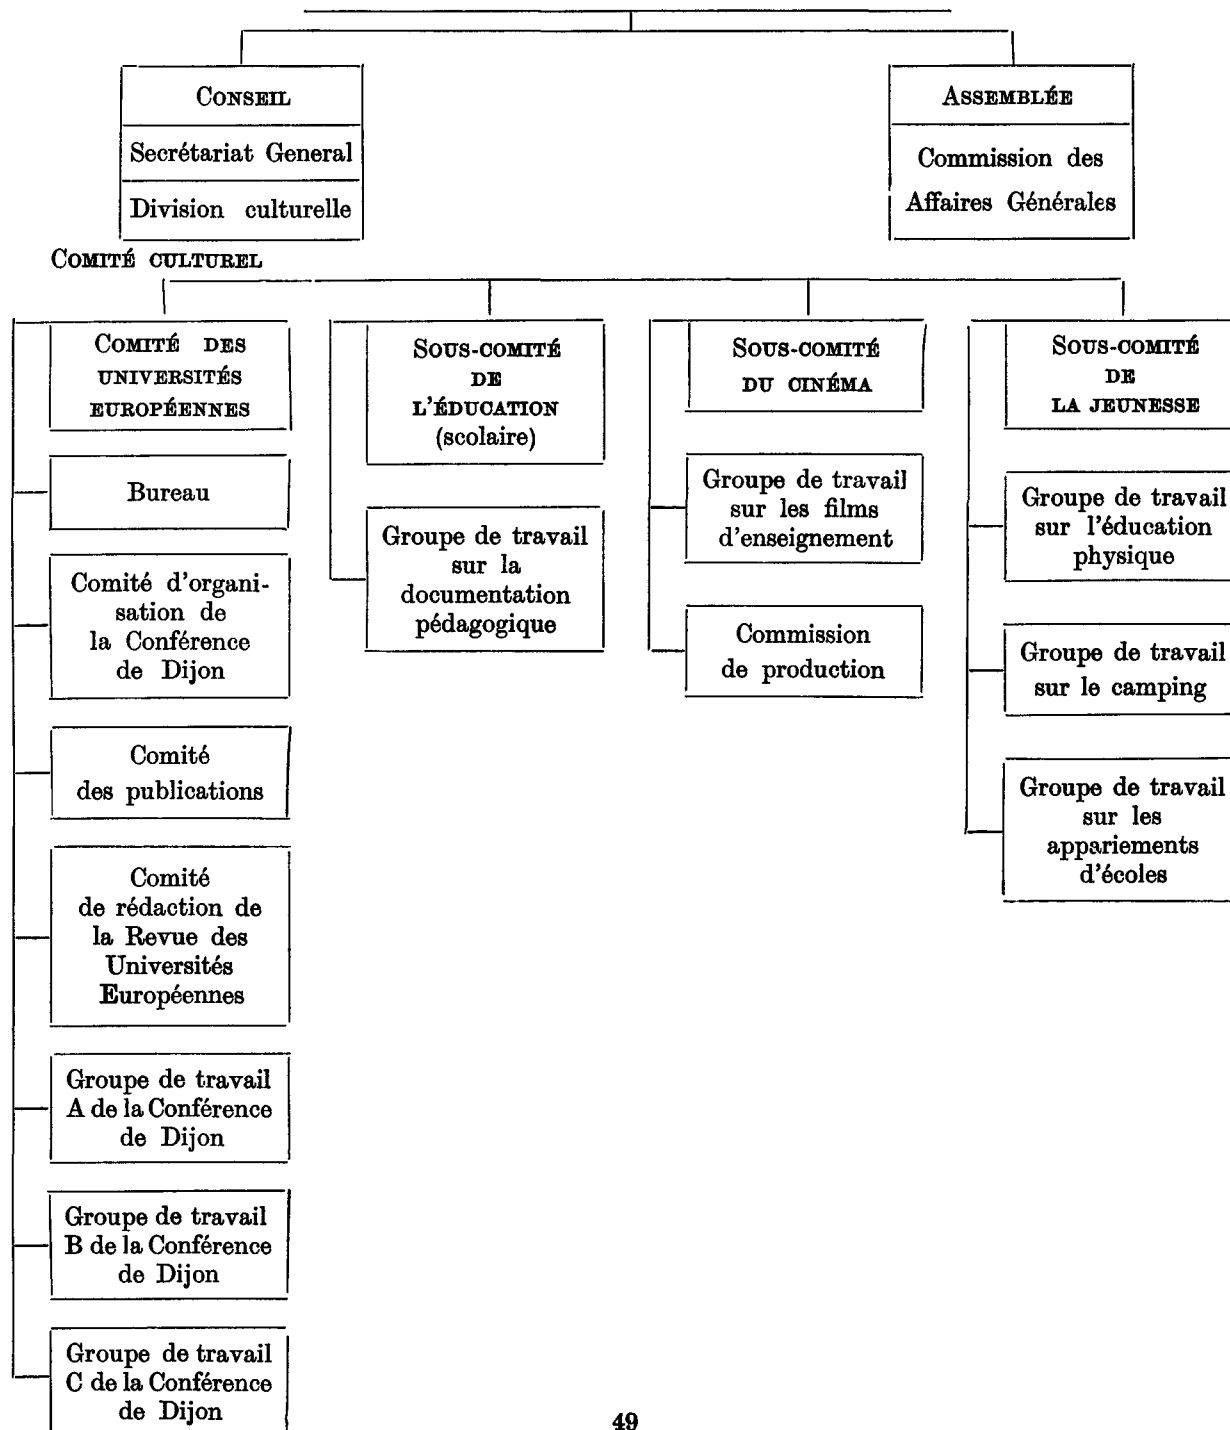 CONSEIL
Secrétariat General
Division culturelle
ASSEMBLÉE
Commission des
Affaires Générales
COMITÉ CULTUREL
COMITÉ DES
UNIVERSITÉS
EUROPÉENNES
Bureau
Comité d'organi-
sation de
la Conférence
de Dijon
Comité
des publications
Comité
de rédaction de
la Revue des
Universités
Européennes
Groupe de travail
A de la Conférence
de Dijon
Groupe de travail
B de la Conférence
de Dijon
Groupe de travail
C de la Conférence
de Dijon
SOUS-COMITÉ
DE
L'ÉDUCATION
(scolaire)
Groupe de travail
sur la
documentation
pédagogique
SOUS-COMITÉ
DU CINÉMA
Groupe de travail
sur les films
d'enseignement
Commission
de production
SOUS-COMITÉ
DE
LA JEUNESSE
Groupe de travail
sur l'éducation
physique
Groupe de travail
sur le camping
Groupe de travail
sur les
appariements
d'écoles
49